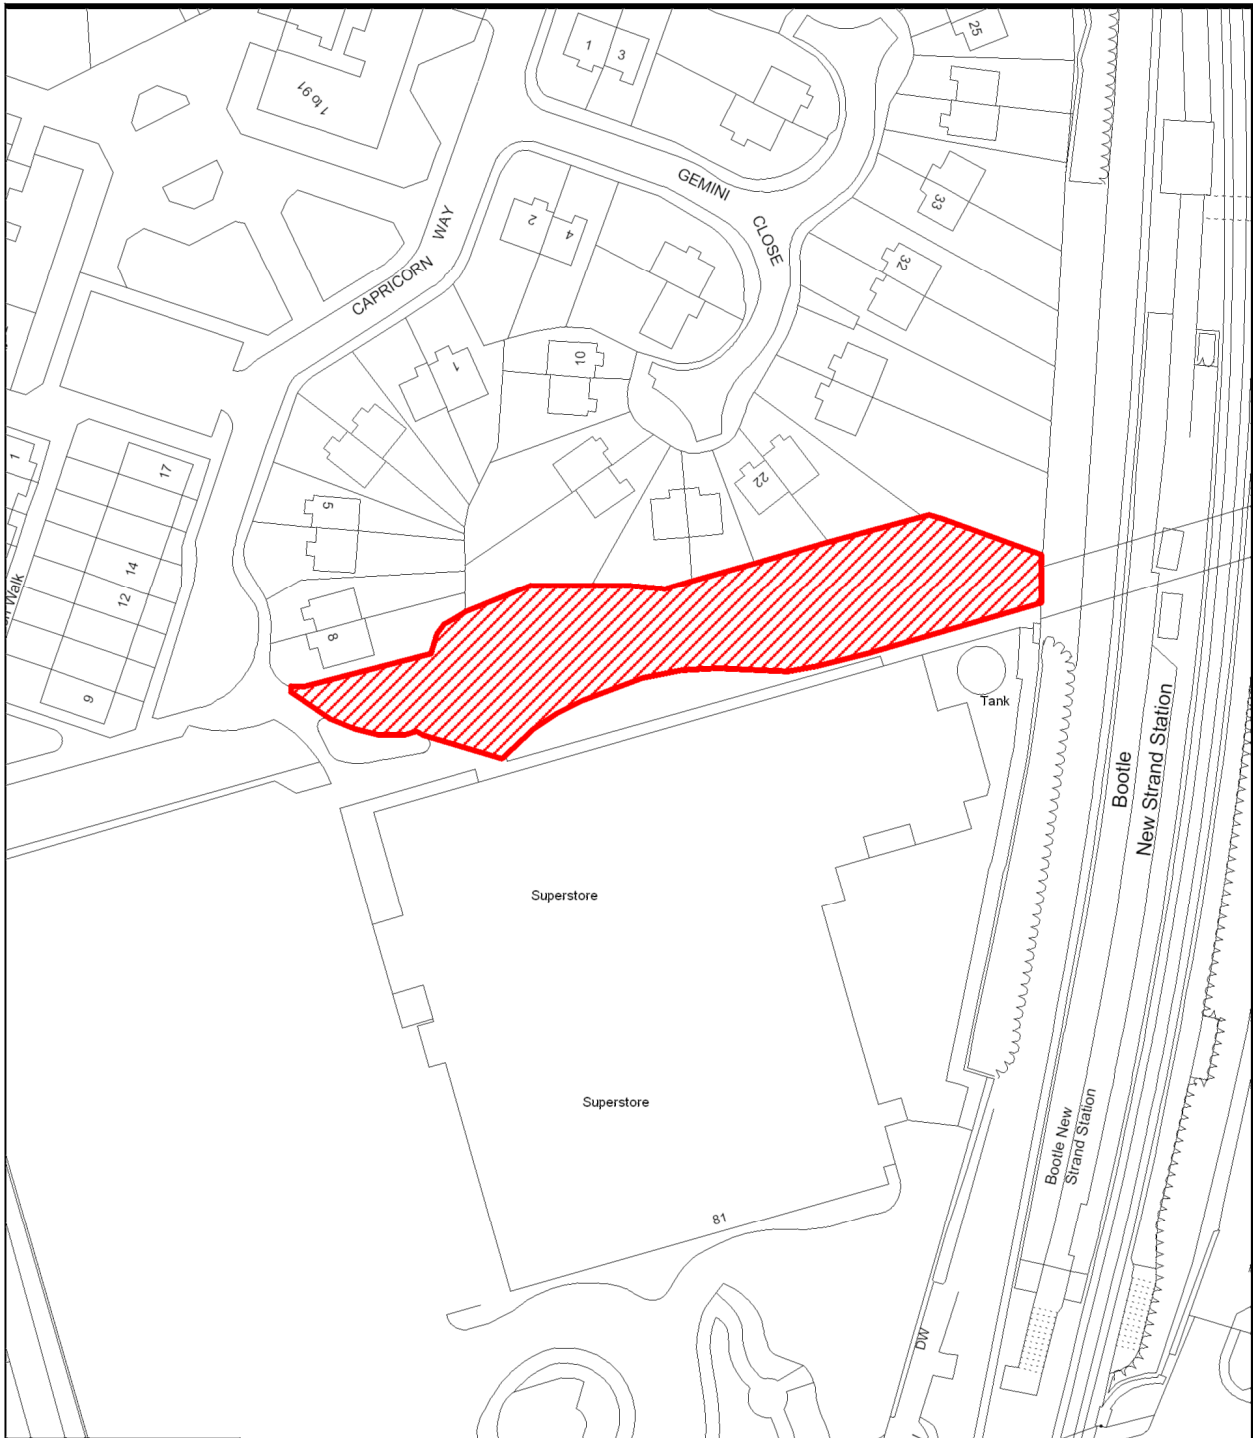 25
1
3
1 to 91
GEMINI
CLOSE
33
2
4
WAY
CAPRICORN
32
10
1
17
1
22
5
14
12
Walk
8
9
Tank
Bootle
New Strand Station
Superstore
Superstore
Bootle New
Strand Station
81
DW